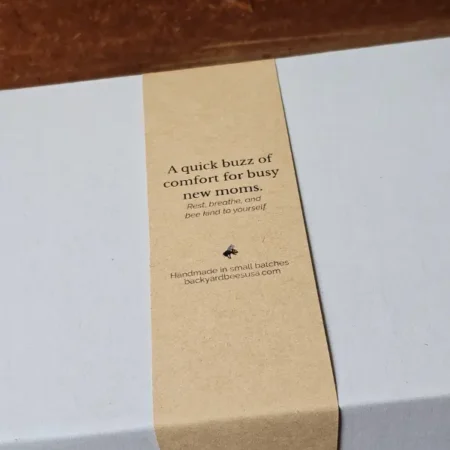 A quick buzz of
comfort for busy
new moms.
Rest, breathe, and
bee kind to yourself.
Handmade in small batches
backyardbeesusa.com